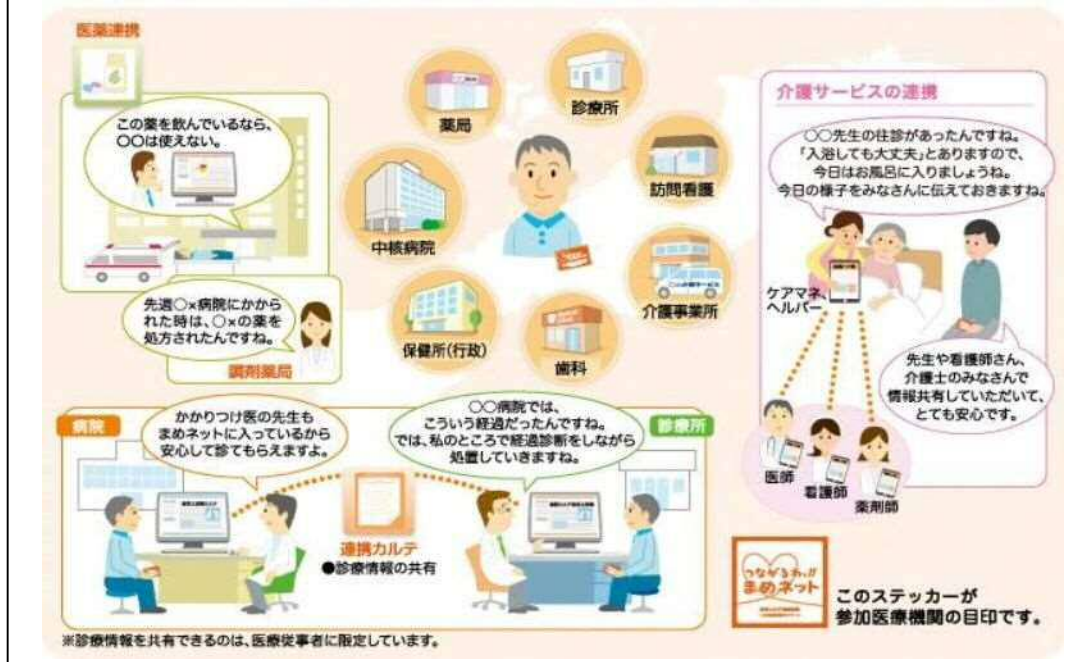 医薬連携
この薬を飲んでいるなら、
〇〇は使えない。
先週〇×病院にかから
れた時は、〇×の薬を
処方されたんですね。
調剤薬局
薬局
診療所
訪問看護
介護事業所
歯科
保健所(行政)
中核病院
介護サービスの連携
〇〇先生の往診があったんですね。
「入浴しても大丈夫」とありますので、
今日はお風呂に入りましょうね。
今日の様子をみなさんに伝えておきますね。
ケアマネ、
ヘルパー
先生や看護師さん、
介護士のみなさんで
情報共有していただいて、
とても安心です。
医師
看護師
薬剤師
病院
かかりつけ医の先生も
まめネットに入っているから
安心して診てもらえますよ。
〇〇病院では、
こういう経過だったんですね。
では、私のところで経過診断をしながら
処置していきますね。
診療所
連携カルテ
●診療情報の共有
つながるわ!!
まめネット
このステッカーが
参加医療機関の目印です。
※診療情報を共有できるのは、医療従事者に限定しています。